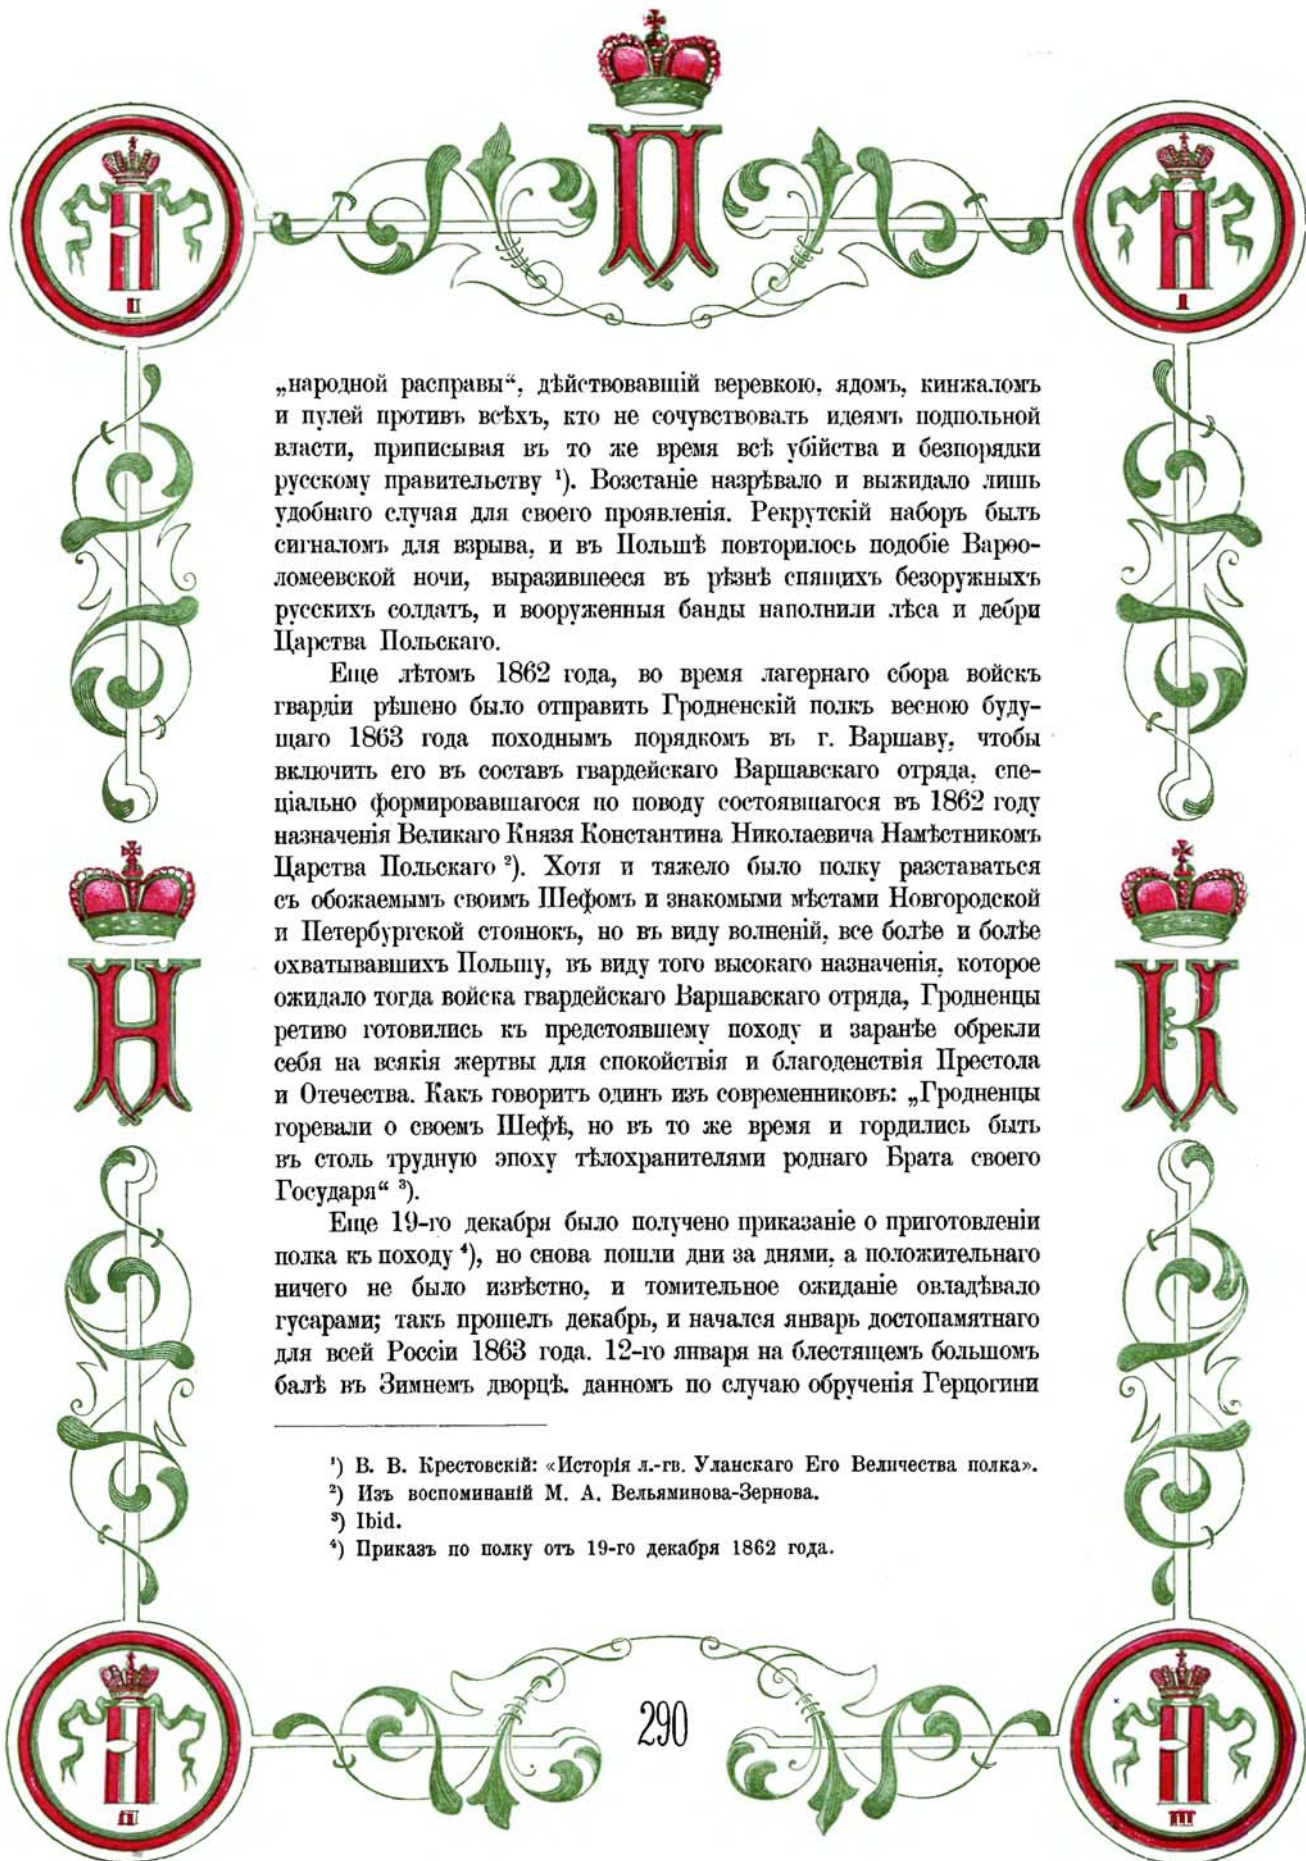 П
II
I
„народной расправы“, дѣйствовавшій веревкою, ядомъ, кинжаломъ
и пулей противъ всѣхъ, кто не сочувствовалъ идеямъ подпольной
власти, приписывая въ то же время всѣ убійства и безпорядки
русскому правительству ¹). Возстаніе назрѣвало и выжидало лишь
удобнаго случая для своего проявленія. Рекрутскій наборъ былъ
сигналомъ для взрыва, и въ Польшѣ повторилось подобіе Варѳо-
ломеевской ночи, выразившееся въ рѣзнѣ спящихъ безоружныхъ
русскихъ солдатъ, и вооруженныя банды наполнили лѣса и дебри
Царства Польскаго.
Еще лѣтомъ 1862 года, во время лагернаго сбора войскъ
гвардіи рѣшено было отправить Гродненскій полкъ весною буду-
щаго 1863 года походнымъ порядкомъ въ г. Варшаву, чтобы
включить его въ составъ гвардейскаго Варшавскаго отряда, спе-
ціально формировавшагося по поводу состоявшагося въ 1862 году
назначенія Великаго Князя Константина Николаевича Намѣстникомъ
Царства Польскаго ²). Хотя и тяжело было полку разставаться
съ обожаемымъ своимъ Шефомъ и знакомыми мѣстами Новгородской
и Петербургской стоянокъ, но въ виду волненій, все болѣе и болѣе
охватывавшихъ Польшу, въ виду того высокаго назначенія, которое
ожидало тогда войска гвардейскаго Варшавскаго отряда, Гродненцы
ретиво готовились къ предстоявшему походу и заранѣе обрекли
себя на всякія жертвы для спокойствія и благоденствія Престола
и Отечества. Какъ говоритъ одинъ изъ современниковъ: „Гродненцы
горевали о своемъ Шефѣ, но въ то же время и гордились быть
въ столь трудную эпоху тѣлохранителями роднаго Брата своего
Государя“ ³).
Еще 19-го декабря было получено приказаніе о приготовленіи
полка къ походу ⁴), но снова пошли дни за днями, а положительнаго
ничего не было извѣстно, и томительное ожиданіе овладѣвало
гусарами; такъ прошелъ декабрь, и начался январь достопамятнаго
для всей Россіи 1863 года. 12-го января на блестящемъ большомъ
балѣ въ Зимнемъ дворцѣ, данномъ по случаю обрученія Герцогини
Н
К
¹) В. В. Крестовскій: «Исторія л.-гв. Уланскаго Его Величества полка».
²) Изъ воспоминаній М. А. Вельяминова-Зернова.
³) Ibid.
⁴) Приказъ по полку отъ 19-го декабря 1862 года.
290
III